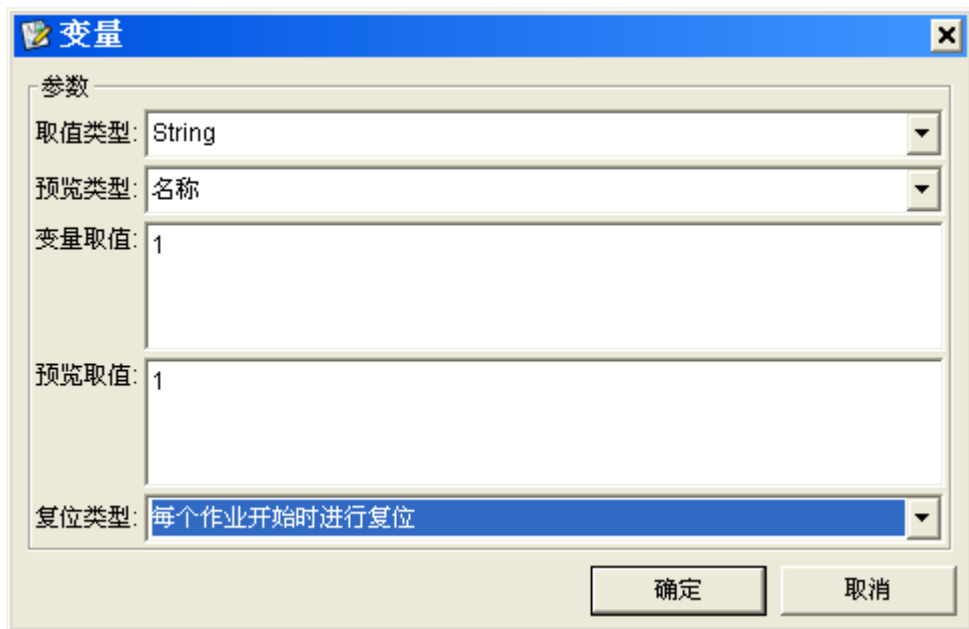 变量
参数
取值类型: String
预览类型: 名称
变量取值: 1
预览取值: 1
复位类型: 每个作业开始时进行复位
确定 取消